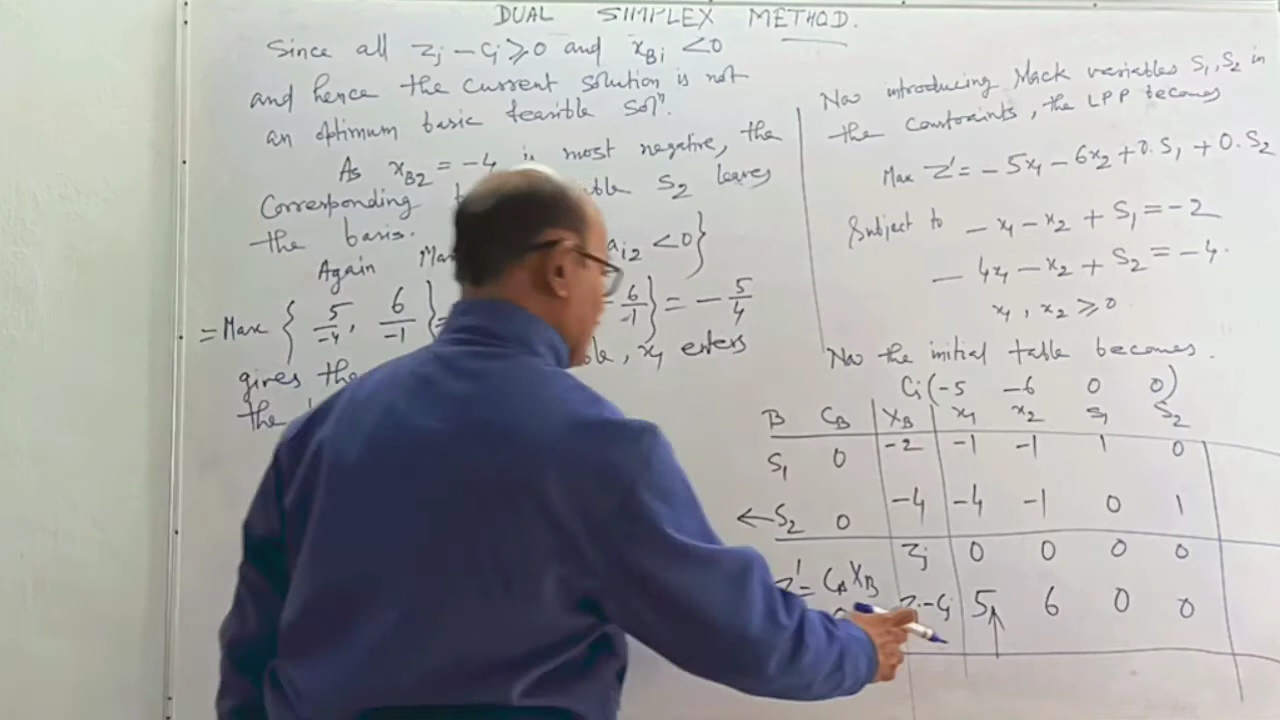 DUAL SIMPLEX METHOD.
Since all zj - cj ≥ 0 and xBi < 0
and hence the current solution is not
an optimum basic feasible Solⁿ.
As xB2 = -4 is most negative, the
Corresponding S2 leaves
the basis.
Again ai2 < 0}
= Max { 5/-4, 6/-1 } 6/-1 } = - 5/4
gives the , x1 enters
the
Now introducing slack variables S1, S2 in
the constraints, the LPP becomes
Max Z' = -5x1 - 6x2 + 0.S1 + 0.S2
Subject to - x1 - x2 + S1 = -2
- 4x1 - x2 + S2 = -4.
x1, x2 ≥ 0
Now the initial table becomes.
Cj (-5 -6 0 0)
B CB XB x1 x2 S1 S2
S1 0 -2 -1 -1 1 0
← S2 0 -4 -4 -1 0 1
Zj 0 0 0 0
Z' = CB XB
zj - cj 5 ↑ 6 0 0